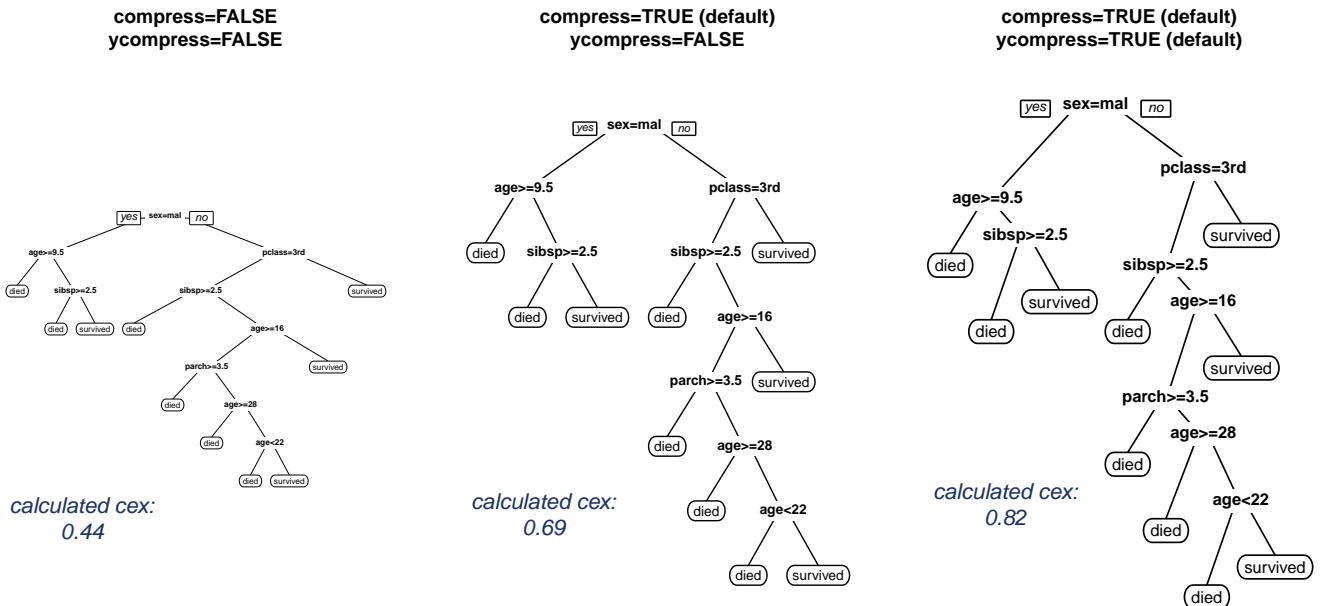 compress=FALSE
ycompress=FALSE
yes sex=mal no
age>=9.5 pclass=3rd
died sibsp>=2.5 sibsp>=2.5 survived
died survived died age>=16
parch>=3.5 survived
died age>=28
died age<22
died survived
calculated cex:
0.44
compress=TRUE (default)
ycompress=FALSE
yes sex=mal no
age>=9.5 pclass=3rd
died sibsp>=2.5 sibsp>=2.5 survived
died survived died age>=16
parch>=3.5 survived
died age>=28
died age<22
died survived
calculated cex:
0.69
compress=TRUE (default)
ycompress=TRUE (default)
yes sex=mal no
pclass=3rd
age>=9.5
sibsp>=2.5 survived
died sibsp>=2.5
survived age>=16
died died
survived
parch>=3.5
age>=28
died
calculated cex:
0.82
age<22
died
survived
died